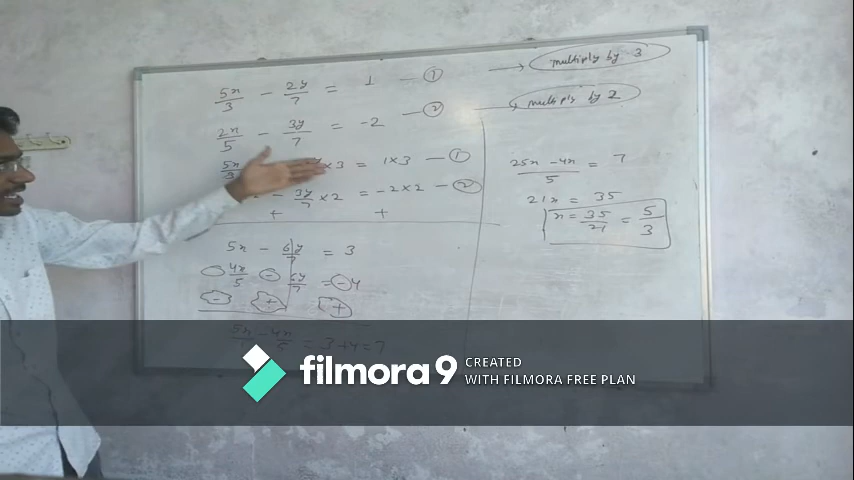 5x/3 - 2y/7 = 1 — ①
→ multiply by 3
2x/5 - 3y/7 = -2 — ②
multiply by 2
5x/3 ×3 = 1×3 — ①
- 3y/7 ×2 = -2×2 — ②
+ +
5x - 6y/7 = 3
4x/5 - 6y/7 = -4
- + +
5x - 4x/5 = 3+4=7
25x - 4x/5 = 7
21x = 35
x = 35/21 = 5/3
filmora9
CREATED
WITH FILMORA FREE PLAN